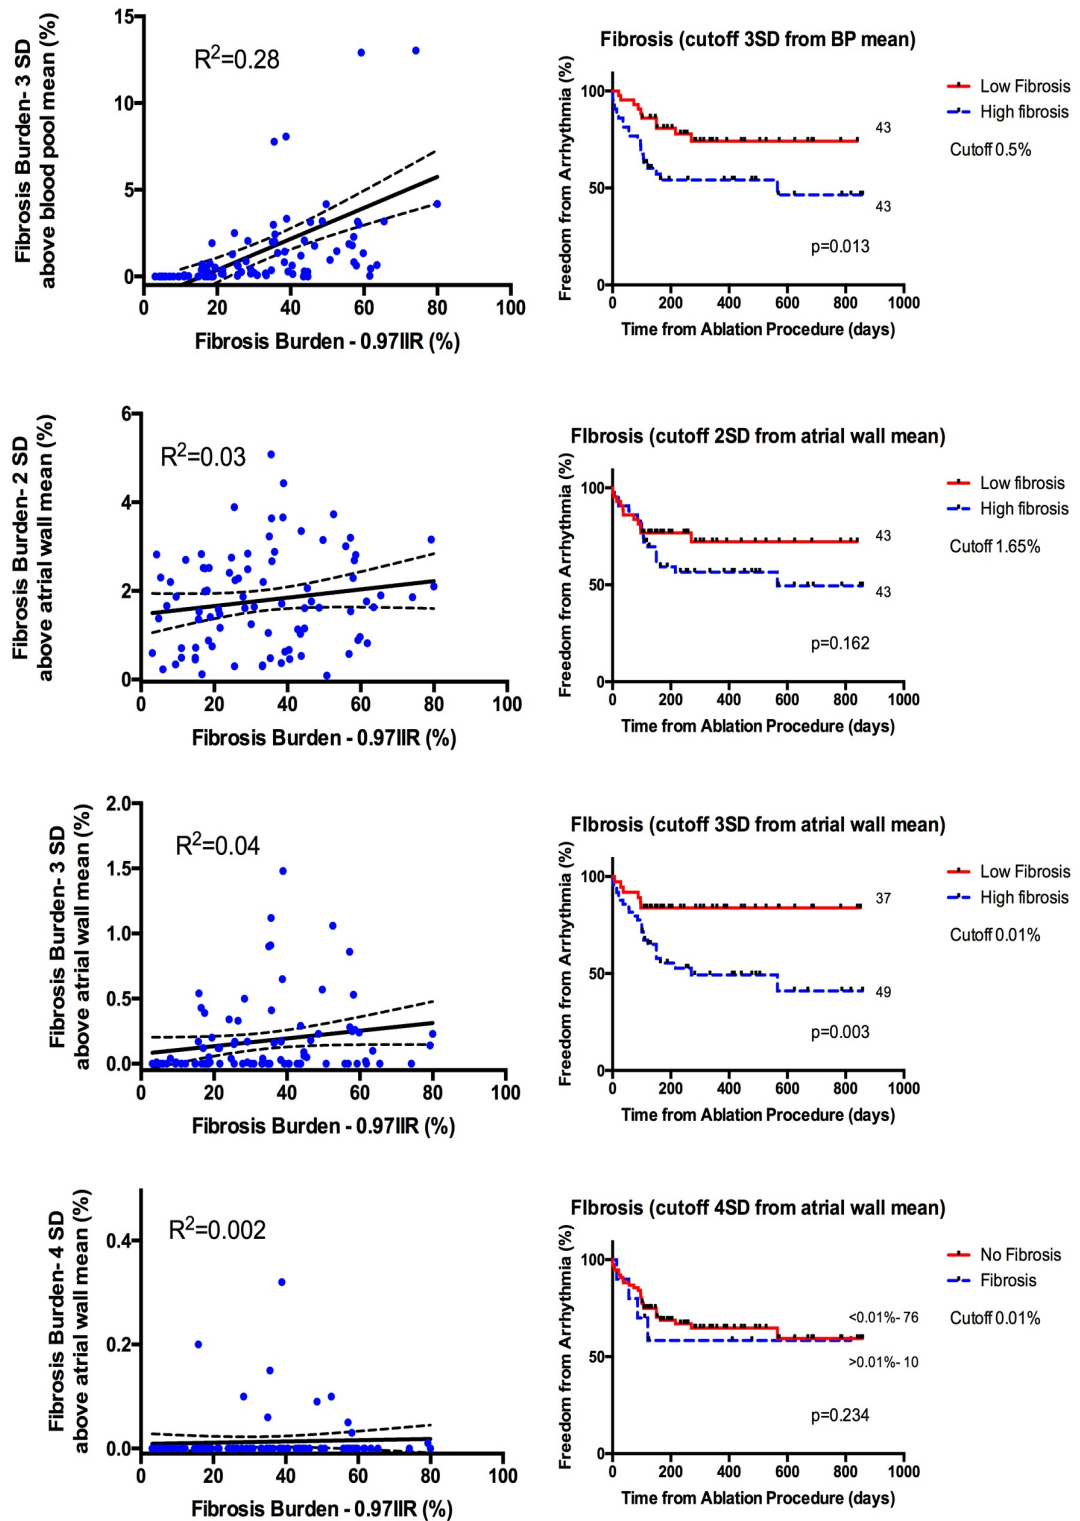 Fibrosis Burden- 3 SD
above blood pool mean (%)
15
10
5
0
R²=0.28
0 20 40 60 80 100
Fibrosis Burden - 0.97IIR (%)
Fibrosis (cutoff 3SD from BP mean)
Freedom from Arrhythmia (%)
100
50
0
43
43
p=0.013
0 200 400 600 800 1000
Time from Ablation Procedure (days)
Low Fibrosis
High fibrosis
Cutoff 0.5%
Fibrosis Burden- 2 SD
above atrial wall mean (%)
6
4
2
0
R²=0.03
0 20 40 60 80 100
Fibrosis Burden - 0.97IIR (%)
FIbrosis (cutoff 2SD from atrial wall mean)
Freedom from Arrhythmia (%)
100
50
0
43
43
p=0.162
0 200 400 600 800 1000
Time from Ablation Procedure (days)
Low fibrosis
High fibrosis
Cutoff 1.65%
Fibrosis Burden- 3 SD
above atrial wall mean (%)
2.0
1.5
1.0
0.5
0.0
R²=0.04
0 20 40 60 80 100
Fibrosis Burden - 0.97IIR (%)
FIbrosis (cutoff 3SD from atrial wall mean)
Freedom from Arrhythmia (%)
100
50
0
37
49
p=0.003
0 200 400 600 800 1000
Time from Ablation Procedure (days)
Low Fibrosis
High fibrosis
Cutoff 0.01%
Fibrosis Burden- 4 SD
above atrial wall mean (%)
0.4
0.2
0.0
R²=0.002
0 20 40 60 80 100
Fibrosis Burden - 0.97IIR (%)
FIbrosis (cutoff 4SD from atrial wall mean)
Freedom from Arrhythmia (%)
100
50
0
<0.01%- 76
>0.01%- 10
p=0.234
0 200 400 600 800 1000
Time from Ablation Procedure (days)
No Fibrosis
Fibrosis
Cutoff 0.01%